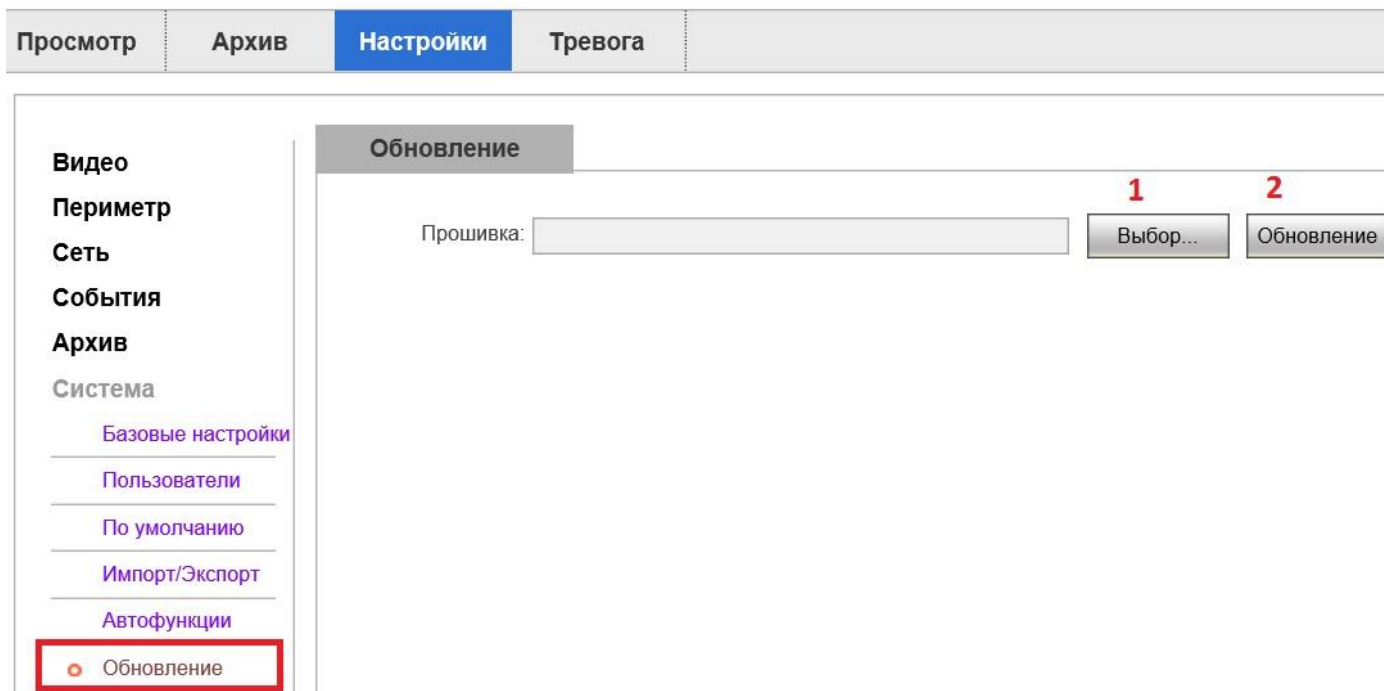 Просмотр Архив Настройки Тревога
Обновление
Видео
Периметр
Сеть
События
Архив
Система
Базовые настройки
Пользователи
По умолчанию
Импорт/Экспорт
Автофункции
Обновление
1 2
Прошивка: Выбор... Обновление